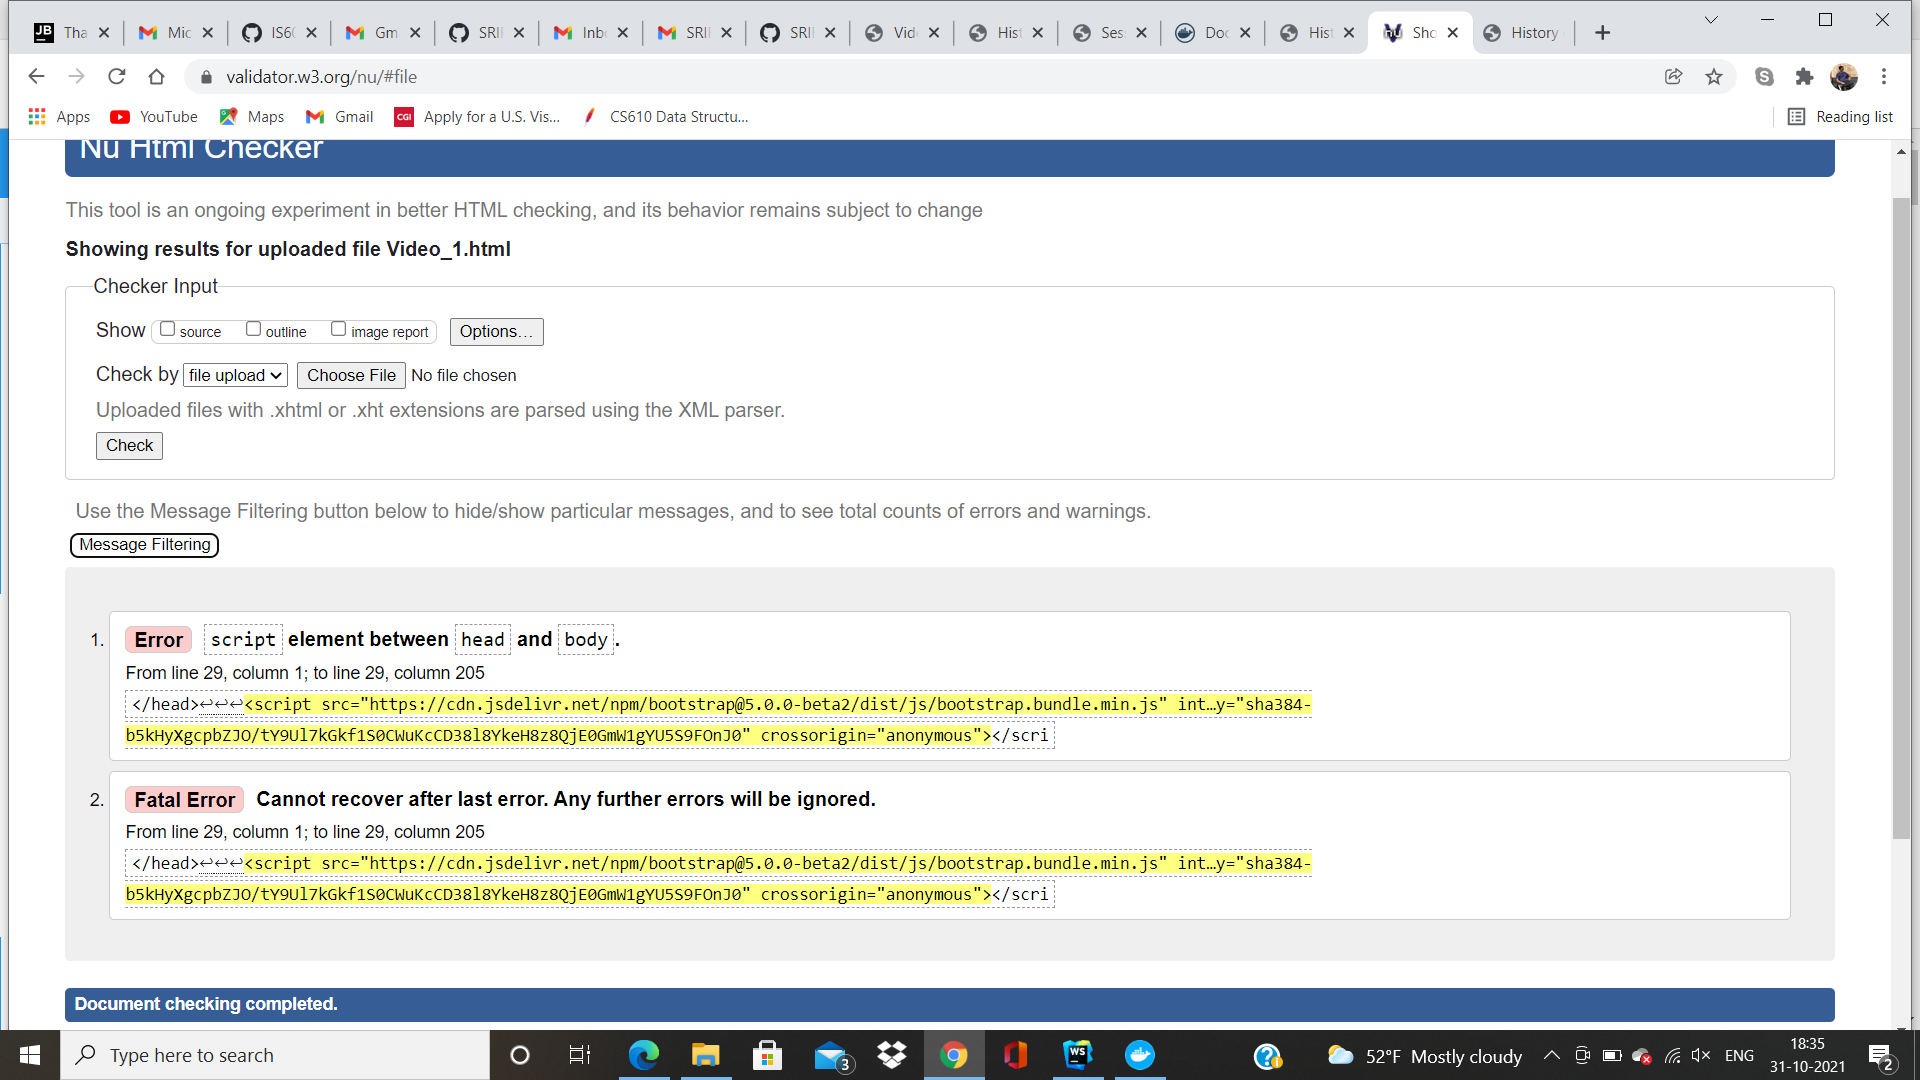 Tha
Mic
IS6
Gm
SRI
Inb
SRI
SRI
Vid
Hist
Ses
Doc
Hist
Sho
History
validator.w3.org/nu/#file
Apps
YouTube
Maps
Gmail
CGI
Apply for a U.S. Vis...
CS610 Data Structu...
Reading list
Nu Html Checker
This tool is an ongoing experiment in better HTML checking, and its behavior remains subject to change
Showing results for uploaded file Video_1.html
Checker Input
Show source outline image report Options...
Check by file upload Choose File No file chosen
Uploaded files with .xhtml or .xht extensions are parsed using the XML parser.
Check
Use the Message Filtering button below to hide/show particular messages, and to see total counts of errors and warnings.
Message Filtering
1. Error script element between head and body.
From line 29, column 1; to line 29, column 205
</head>↩↩↩<script src="https://cdn.jsdelivr.net/npm/bootstrap@5.0.0-beta2/dist/js/bootstrap.bundle.min.js" int…y="sha384-
b5kHyXgcpbZJO/tY9Ul7kGkf1S0CWuKcCD38l8YkeH8z8QjE0GmW1gYU5S9FOnJ0" crossorigin="anonymous"></scri
2. Fatal Error Cannot recover after last error. Any further errors will be ignored.
From line 29, column 1; to line 29, column 205
</head>↩↩↩<script src="https://cdn.jsdelivr.net/npm/bootstrap@5.0.0-beta2/dist/js/bootstrap.bundle.min.js" int…y="sha384-
b5kHyXgcpbZJO/tY9Ul7kGkf1S0CWuKcCD38l8YkeH8z8QjE0GmW1gYU5S9FOnJ0" crossorigin="anonymous"></scri
Document checking completed.
Type here to search
3
WS
52°F Mostly cloudy
ENG
18:35
31-10-2021
2